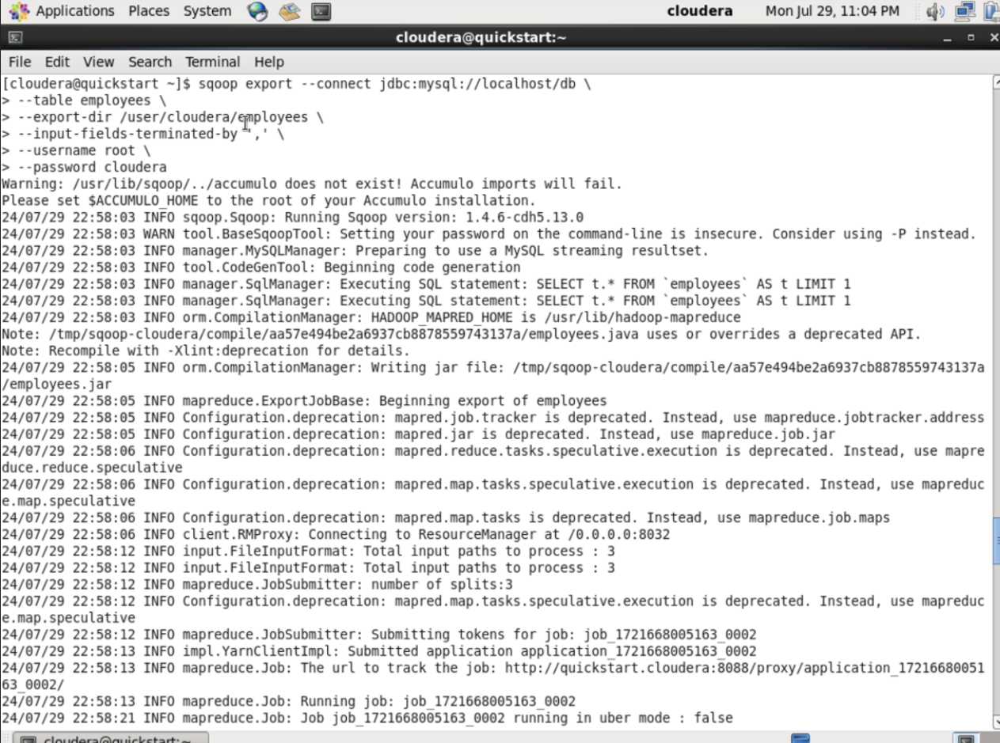 Applications Places System cloudera Mon Jul 29, 11:04 PM
cloudera@quickstart:~
File Edit View Search Terminal Help
[cloudera@quickstart ~]$ sqoop export --connect jdbc:mysql://localhost/db \
> --table employees \
> --export-dir /user/cloudera/employees \
> --input-fields-terminated-by ',' \
> --username root \
> --password cloudera
Warning: /usr/lib/sqoop/../accumulo does not exist! Accumulo imports will fail.
Please set $ACCUMULO_HOME to the root of your Accumulo installation.
24/07/29 22:58:03 INFO sqoop.Sqoop: Running Sqoop version: 1.4.6-cdh5.13.0
24/07/29 22:58:03 WARN tool.BaseSqoopTool: Setting your password on the command-line is insecure. Consider using -P instead.
24/07/29 22:58:03 INFO manager.MySQLManager: Preparing to use a MySQL streaming resultset.
24/07/29 22:58:03 INFO tool.CodeGenTool: Beginning code generation
24/07/29 22:58:03 INFO manager.SqlManager: Executing SQL statement: SELECT t.* FROM `employees` AS t LIMIT 1
24/07/29 22:58:03 INFO manager.SqlManager: Executing SQL statement: SELECT t.* FROM `employees` AS t LIMIT 1
24/07/29 22:58:03 INFO orm.CompilationManager: HADOOP_MAPRED_HOME is /usr/lib/hadoop-mapreduce
Note: /tmp/sqoop-cloudera/compile/aa57e494be2a6937cb8878559743137a/employees.java uses or overrides a deprecated API.
Note: Recompile with -Xlint:deprecation for details.
24/07/29 22:58:05 INFO orm.CompilationManager: Writing jar file: /tmp/sqoop-cloudera/compile/aa57e494be2a6937cb8878559743137a
/employees.jar
24/07/29 22:58:05 INFO mapreduce.ExportJobBase: Beginning export of employees
24/07/29 22:58:05 INFO Configuration.deprecation: mapred.job.tracker is deprecated. Instead, use mapreduce.jobtracker.address
24/07/29 22:58:05 INFO Configuration.deprecation: mapred.jar is deprecated. Instead, use mapreduce.job.jar
24/07/29 22:58:06 INFO Configuration.deprecation: mapred.reduce.tasks.speculative.execution is deprecated. Instead, use mapre
duce.reduce.speculative
24/07/29 22:58:06 INFO Configuration.deprecation: mapred.map.tasks.speculative.execution is deprecated. Instead, use mapreduc
e.map.speculative
24/07/29 22:58:06 INFO Configuration.deprecation: mapred.map.tasks is deprecated. Instead, use mapreduce.job.maps
24/07/29 22:58:06 INFO client.RMProxy: Connecting to ResourceManager at /0.0.0.0:8032
24/07/29 22:58:12 INFO input.FileInputFormat: Total input paths to process : 3
24/07/29 22:58:12 INFO input.FileInputFormat: Total input paths to process : 3
24/07/29 22:58:12 INFO mapreduce.JobSubmitter: number of splits:3
24/07/29 22:58:12 INFO Configuration.deprecation: mapred.map.tasks.speculative.execution is deprecated. Instead, use mapreduc
e.map.speculative
24/07/29 22:58:12 INFO mapreduce.JobSubmitter: Submitting tokens for job: job_1721668005163_0002
24/07/29 22:58:13 INFO impl.YarnClientImpl: Submitted application application_1721668005163_0002
24/07/29 22:58:13 INFO mapreduce.Job: The url to track the job: http://quickstart.cloudera:8088/proxy/application_17216680051
63_0002/
24/07/29 22:58:13 INFO mapreduce.Job: Running job: job_1721668005163_0002
24/07/29 22:58:21 INFO mapreduce.Job: Job job_1721668005163_0002 running in uber mode : false
cloudera@quickstart:~